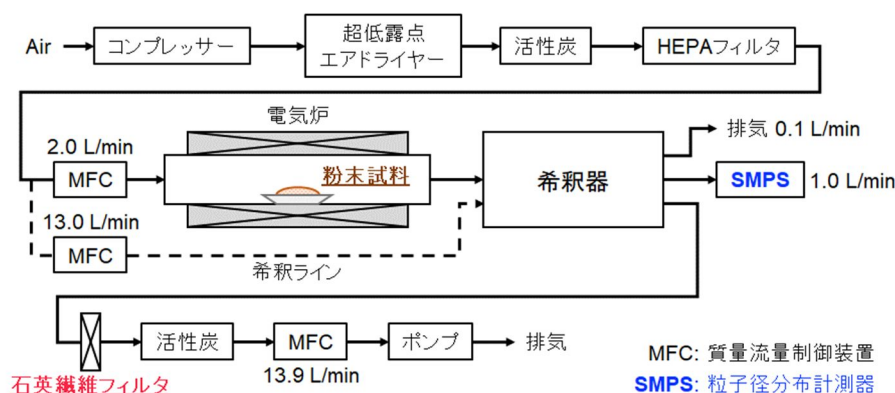 Air
コンプレッサー
超低露点
エアドライヤー
活性炭
HEPAフィルタ
電気炉
2.0 L/min
MFC
粉末試料
希釈器
排気 0.1 L/min
SMPS
1.0 L/min
13.0 L/min
MFC
希釈ライン
活性炭
MFC
ポンプ
排気
13.9 L/min
石英繊維フィルタ
MFC: 質量流量制御装置
SMPS: 粒子径分布計測器